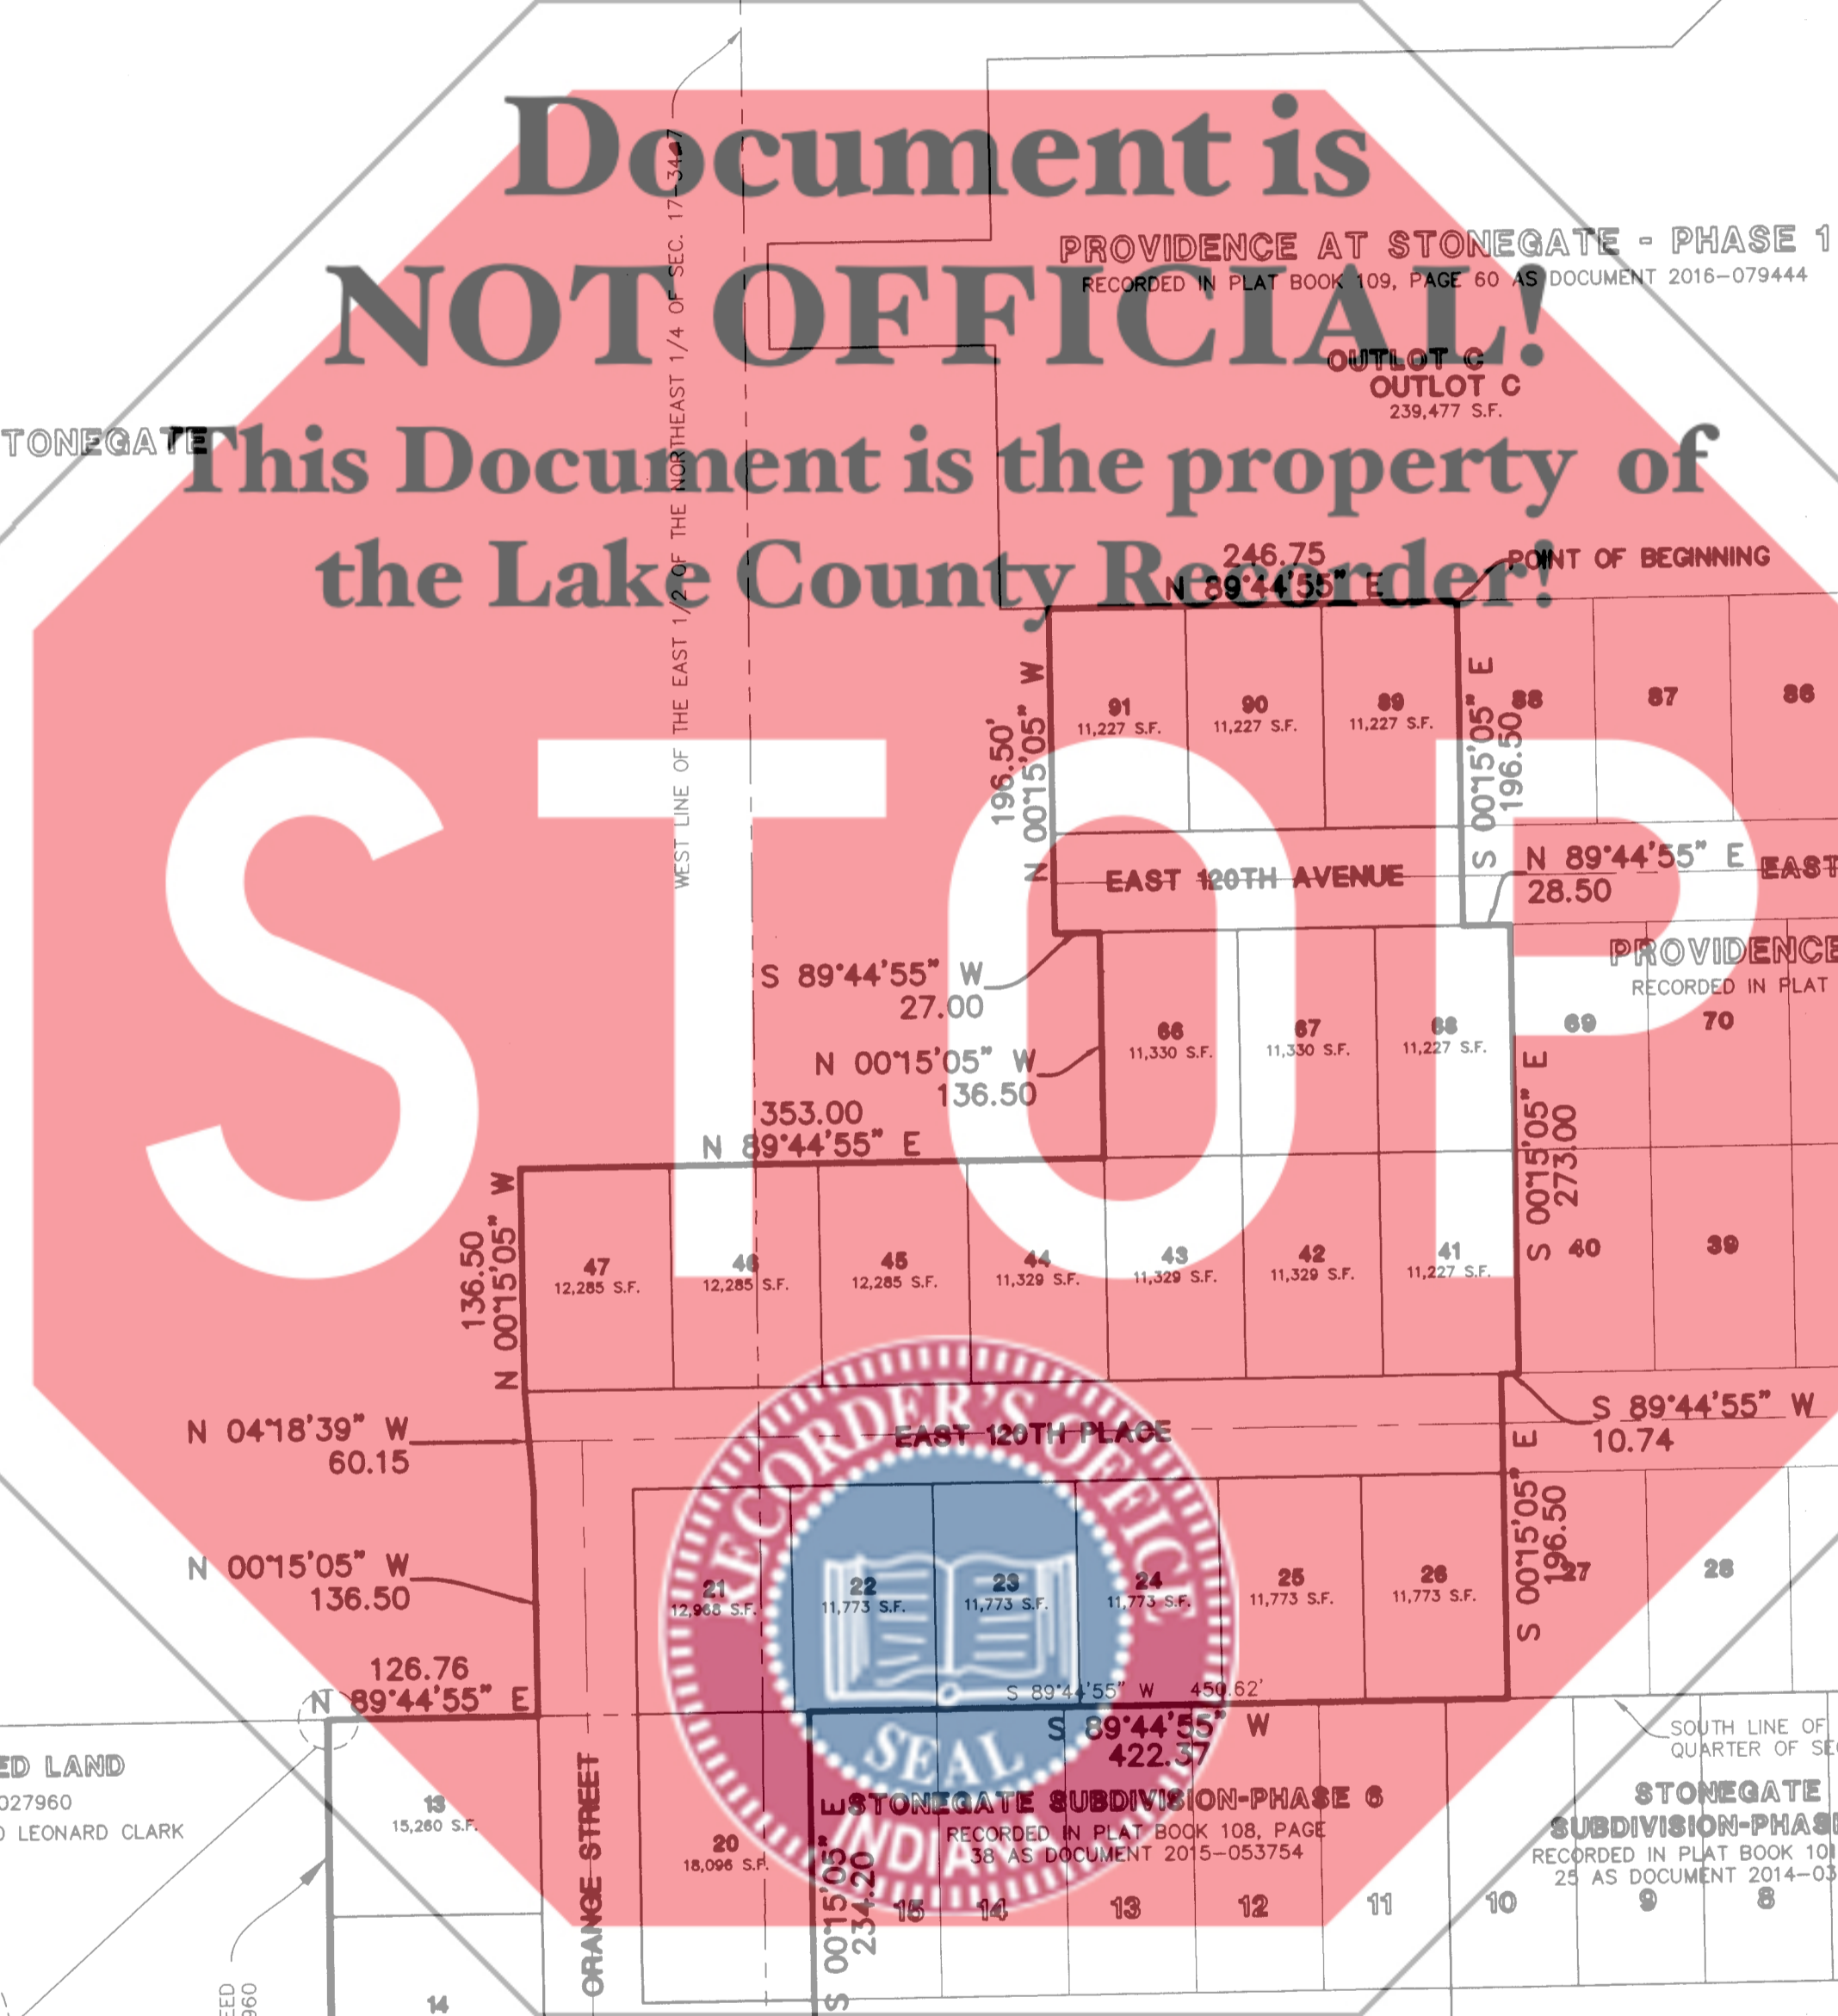 Document is
NOT OFFICIAL!
This Document is the property of
the Lake County Recorder!
STOP
WEST LINE OF THE EAST 1/2 OF THE NORTHEAST 1/4 OF SEC.
PROVIDENCE AT STONEGATE - PHASE 1
RECORDED IN PLAT BOOK 109, PAGE 60 AS DOCUMENT 2016-079444
OUTLOT C
OUTLOT C
239,477 S.F.
TONEGATE
246.75
N 89°44'55" E
POINT OF BEGINNING
196.50'
N 00°15'05" W
91
11,227 S.F.
90
11,227 S.F.
89
11,227 S.F.
S 00°15'05" E
196.50
88
87
86
EAST 120TH AVENUE
N 89°44'55" E
28.50
EAST
PROVIDENCE
RECORDED IN PLAT
S 89°44'55" W
27.00
N 00°15'05" W
136.50
66
11,330 S.F.
67
11,330 S.F.
68
11,227 S.F.
69
70
353.00
N 89°44'55" E
S 00°15'05" E
273.00
136.50
N 00°15'05" W
47
12,285 S.F.
46
12,285 S.F.
45
12,285 S.F.
44
11,329 S.F.
43
11,329 S.F.
42
11,329 S.F.
41
11,227 S.F.
40
39
N 04°18'39" W
60.15
EAST 120TH PLACE
S 89°44'55" W
10.74
N 00°15'05" W
136.50
21
12,968 S.F.
22
11,773 S.F.
23
11,773 S.F.
24
11,773 S.F.
25
11,773 S.F.
26
11,773 S.F.
S 00°15'05" E
196.50
27
28
RECORDER'S OFFICE
SEAL
INDIANA
126.76
N 89°44'55" E
S 89°44'55" W 450.62'
S 89°44'55" W
422.37
SOUTH LINE OF
QUARTER OF SE
ED LAND
027960
LEONARD CLARK
13
15,260 S.F.
ORANGE STREET
20
18,096 S.F.
S 00°15'05" E
234.20
STONEGATE SUBDIVISION-PHASE 6
RECORDED IN PLAT BOOK 108, PAGE
38 AS DOCUMENT 2015-053754
STONEGATE
SUBDIVISION-PHAS
RECORDED IN PLAT BOOK 10
25 AS DOCUMENT 2014-03
15
14
13
12
11
10
9
8
14
EED
960